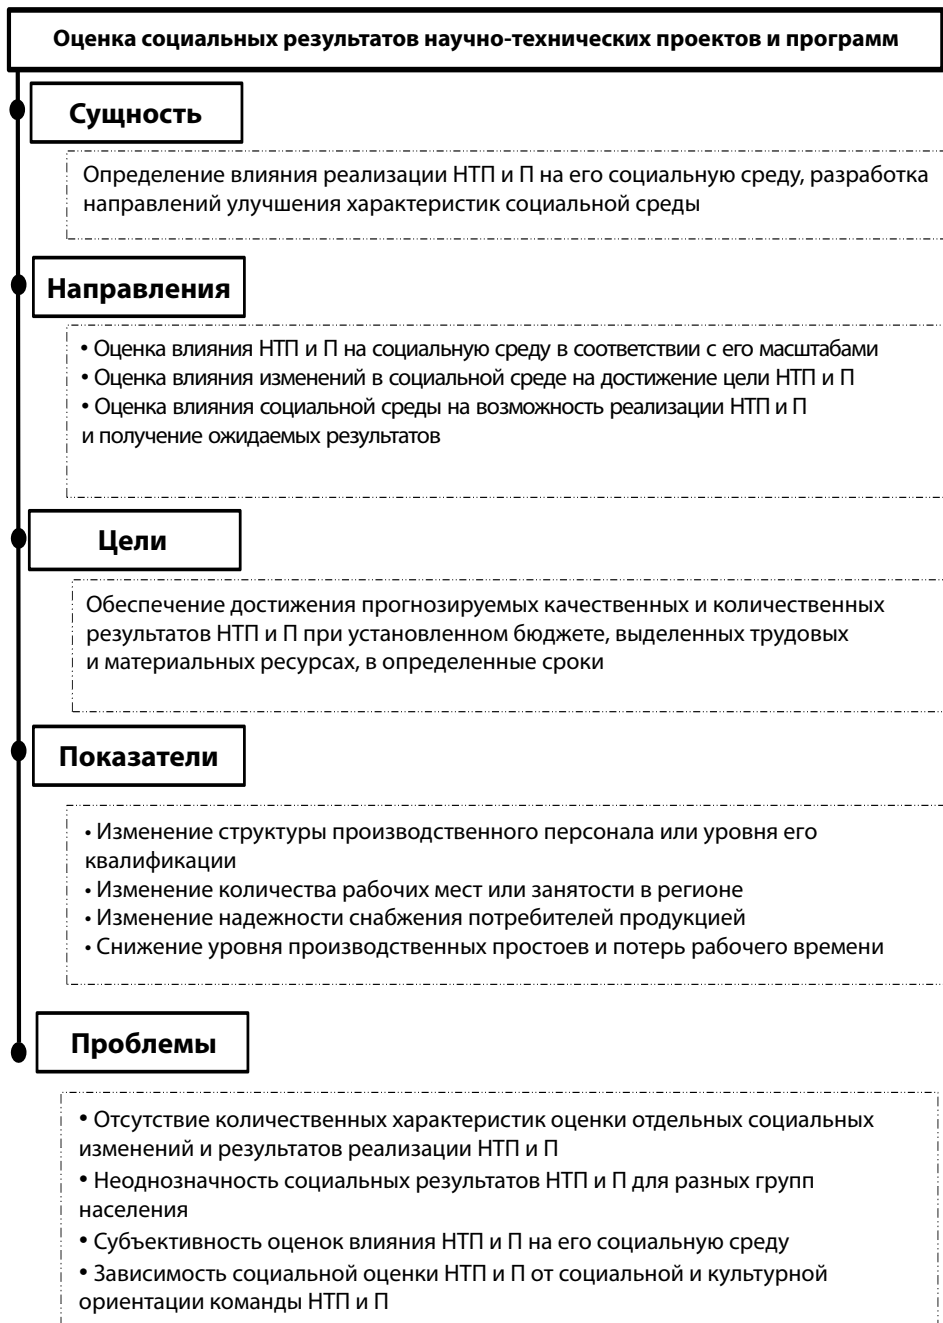 Оценка социальных результатов научно-технических проектов и программ
Сущность
Определение влияния реализации НТП и П на его социальную среду, разработка
направлений улучшения характеристик социальной среды
Направления
• Оценка влияния НТП и П на социальную среду в соответствии с его масштабами
• Оценка влияния изменений в социальной среде на достижение цели НТП и П
• Оценка влияния социальной среды на возможность реализации НТП и П
и получение ожидаемых результатов
Цели
Обеспечение достижения прогнозируемых качественных и количественных
результатов НТП и П при установленном бюджете, выделенных трудовых
и материальных ресурсах, в определенные сроки
Показатели
• Изменение структуры производственного персонала или уровня его
квалификации
• Изменение количества рабочих мест или занятости в регионе
• Изменение надежности снабжения потребителей продукцией
• Снижение уровня производственных простоев и потерь рабочего времени
Проблемы
• Отсутствие количественных характеристик оценки отдельных социальных
изменений и результатов реализации НТП и П
• Неоднозначность социальных результатов НТП и П для разных групп
населения
• Субъективность оценок влияния НТП и П на его социальную среду
• Зависимость социальной оценки НТП и П от социальной и культурной
ориентации команды НТП и П